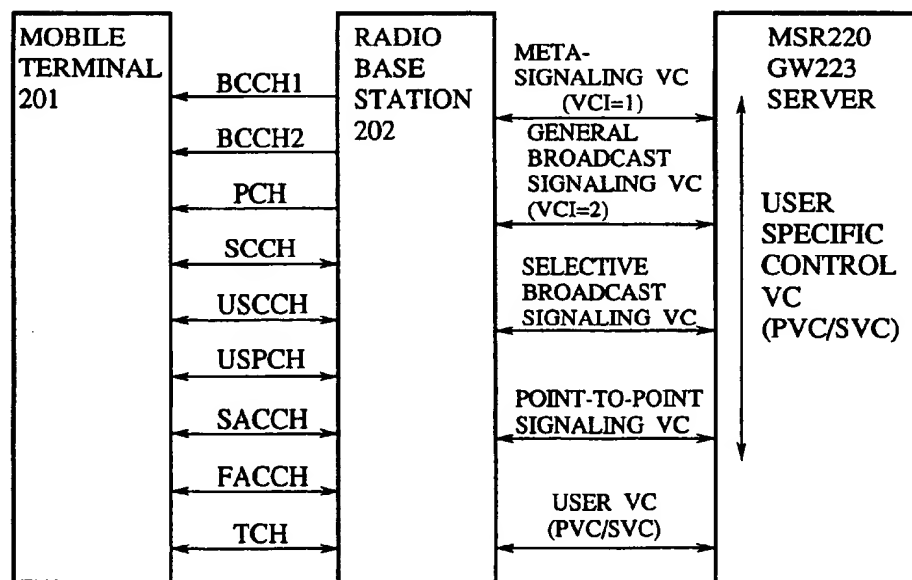 MOBILE
TERMINAL
201
BCCH1
BCCH2
PCH
SCCH
USCCH
USPCH
SACCH
FACCH
TCH
RADIO
BASE
STATION
202
META-
SIGNALING VC
(VCI=1)
GENERAL
BROADCAST
SIGNALING VC
(VCI=2)
SELECTIVE
BROADCAST
SIGNALING VC
POINT-TO-POINT
SIGNALING VC
USER VC
(PVC/SVC)
MSR220
GW223
SERVER
USER
SPECIFIC
CONTROL
VC
(PVC/SVC)